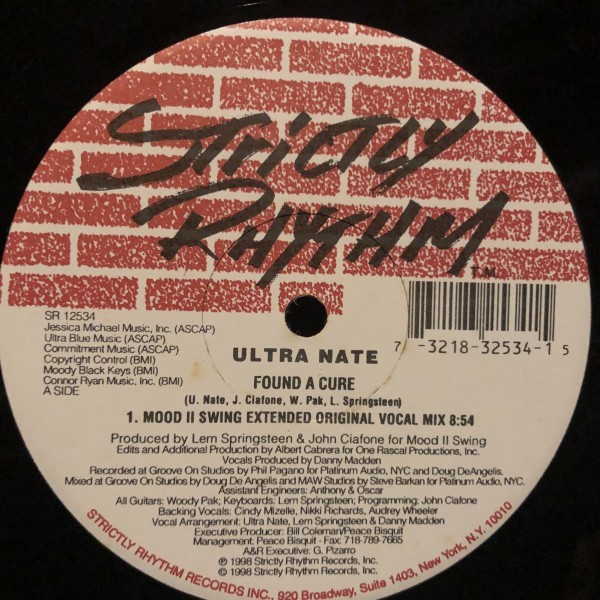 STRICTLY
RHYTHM
T.M.
SR 12534
Jessica Michael Music, Inc. (ASCAP)
Ultra Blue Music (ASCAP)
Commitment Music (ASCAP)
Copyright Control (BMI)
Moody Black Keys (BMI)
Connor Ryan Music, Inc. (BMI)
A SIDE
7 -3218-32534-1 5
ULTRA NATE
FOUND A CURE
(U. Nate, J. Ciafone, W. Pak, L. Springsteen)
1. MOOD II SWING EXTENDED ORIGINAL VOCAL MIX 8:54
Produced by Lem Springsteen & John Ciafone for Mood II Swing
Edits and Additional Production by Albert Cabrera for One Rascal Productions, Inc.
Vocals Produced by Danny Madden
Recorded at Groove On Studios by Phil Pagano for Platinum Audio, NYC and Doug DeAngelis.
Mixed at Groove On Studios by Doug De Angelis and MAW Studios by Steve Barkan for Platinum Audio, NYC.
Assistant Engineers: Anthony & Oscar
All Guitars: Woody Pak; Keyboards: Lem Springsteen; Programming: John Ciafone
Backing Vocals: Cindy Mizelle, Nikki Richards, Audrey Wheeler
Vocal Arrangement: Ultra Nate, Lem Springsteen & Danny Madden
Executive Producer: Bill Coleman/Peace Bisquit
Management: Peace Bisquit - Fax: 718-789-7665
A&R Executive: G. Pizarro
℗ 1998 Strictly Rhythm Records, Inc.
© 1998 Strictly Rhythm Records, Inc.
STRICTLY RHYTHM RECORDS INC., 920 Broadway, Suite 1403, New York, N.Y. 10010